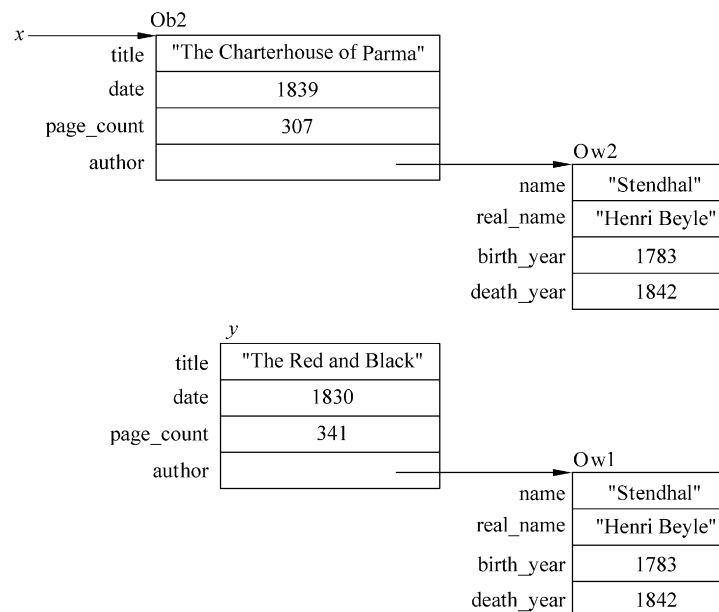 Ob2
x
title "The Charterhouse of Parma"
date 1839
page_count 307
author
Ow2
name "Stendhal"
real_name "Henri Beyle"
birth_year 1783
death_year 1842
y
title "The Red and Black"
date 1830
page_count 341
author
Ow1
name "Stendhal"
real_name "Henri Beyle"
birth_year 1783
death_year 1842